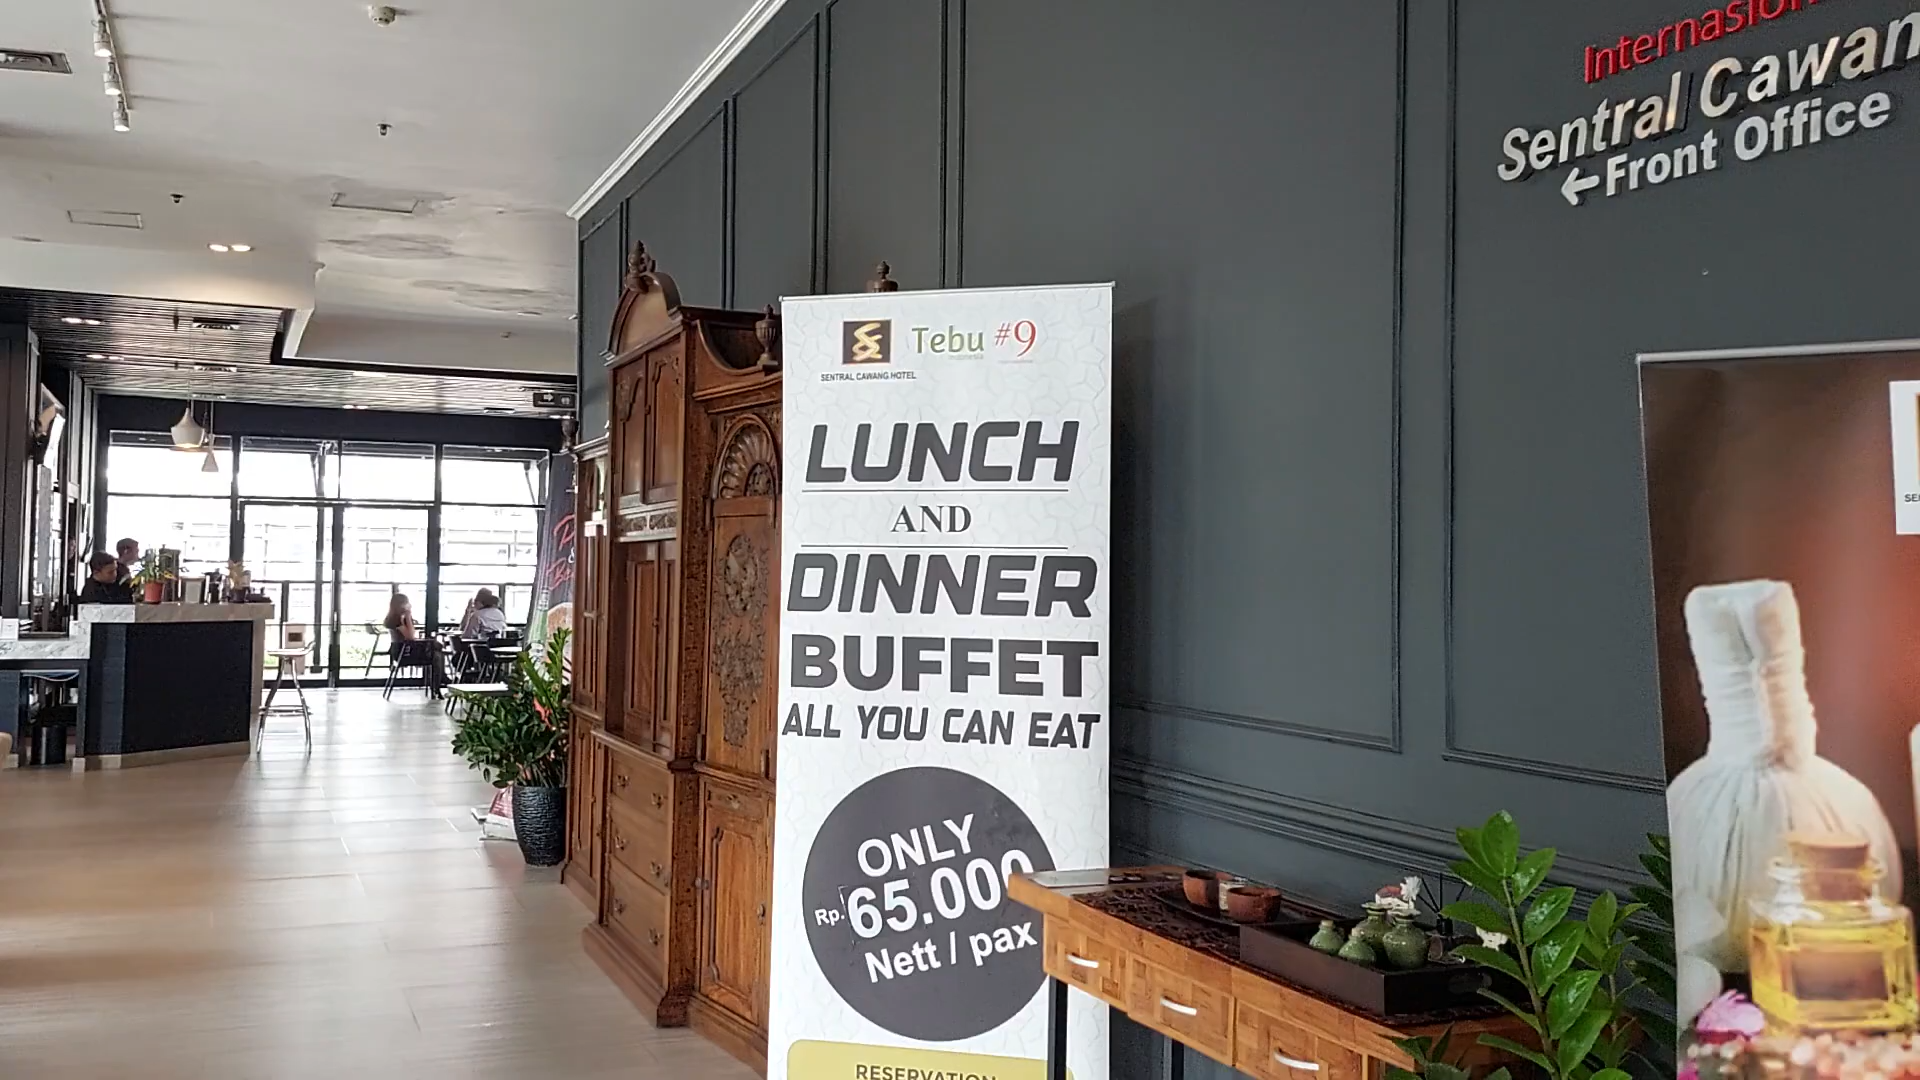 Sentral Cawan
←Front Office
Tebu #9
SENTRAL CAWANG HOTEL
LUNCH
AND
DINNER
BUFFET
ALL YOU CAN EAT
ONLY
Rp. 65.000
Nett / pax
RESERVATION